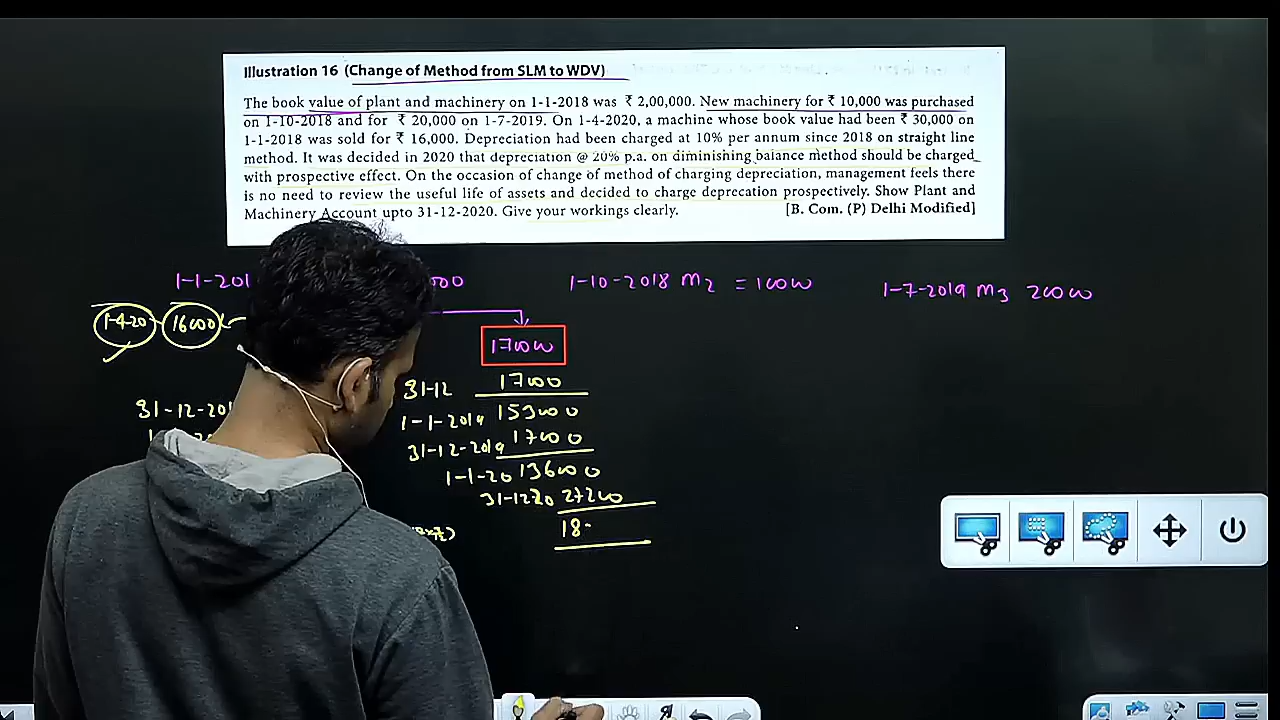 Illustration 16 (Change of Method from SLM to WDV)
The book value of plant and machinery on 1-1-2018 was ₹ 2,00,000. New machinery for ₹ 10,000 was purchased
on 1-10-2018 and for ₹ 20,000 on 1-7-2019. On 1-4-2020, a machine whose book value had been ₹ 30,000 on
1-1-2018 was sold for ₹ 16,000. Depreciation had been charged at 10% per annum since 2018 on straight line
method. It was decided in 2020 that depreciation @ 20% p.a. on diminishing balance method should be charged
with prospective effect. On the occasion of change of method of charging depreciation, management feels there
is no need to review the useful life of assets and decided to charge deprecation prospectively. Show Plant and
Machinery Account upto 31-12-2020. Give your workings clearly. [B. Com. (P) Delhi Modified]
1-1-201 000 1-10-2018 M2 = 10000 1-7-2019 M3 20000
1-4-20 16000
170000
31-12 17000
31-12-201 1-1-2019 153000
31-12-2019 17000
1-1-20 136000
31-12-20 27200
18-